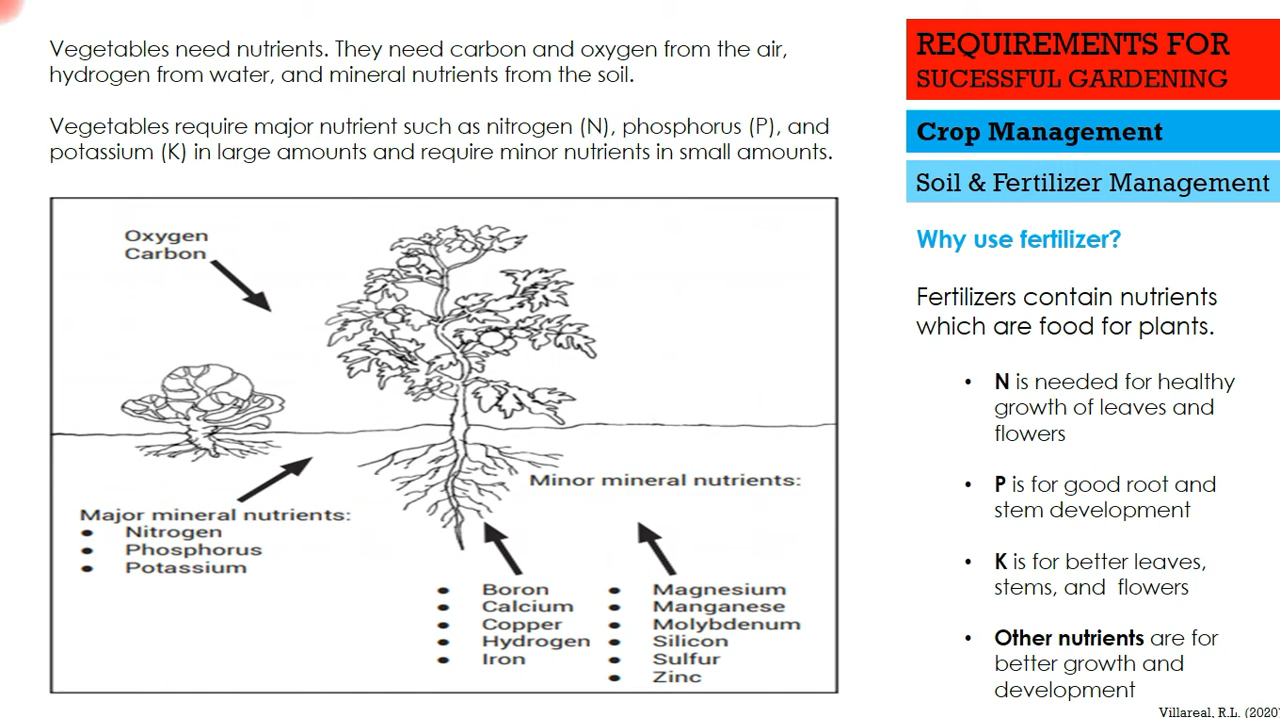 Vegetables need nutrients. They need carbon and oxygen from the air,
hydrogen from water, and mineral nutrients from the soil.
Vegetables require major nutrient such as nitrogen (N), phosphorus (P), and
potassium (K) in large amounts and require minor nutrients in small amounts.
Oxygen
Carbon
Major mineral nutrients:
• Nitrogen
• Phosphorus
• Potassium
Minor mineral nutrients:
• Boron
• Calcium
• Copper
• Hydrogen
• Iron
• Magnesium
• Manganese
• Molybdenum
• Silicon
• Sulfur
• Zinc
REQUIREMENTS FOR
SUCESSFUL GARDENING
Crop Management
Soil & Fertilizer Management
Why use fertilizer?
Fertilizers contain nutrients
which are food for plants.
• N is needed for healthy
growth of leaves and
flowers
• P is for good root and
stem development
• K is for better leaves,
stems, and flowers
• Other nutrients are for
better growth and
development
Villareal, R.L. (2020)